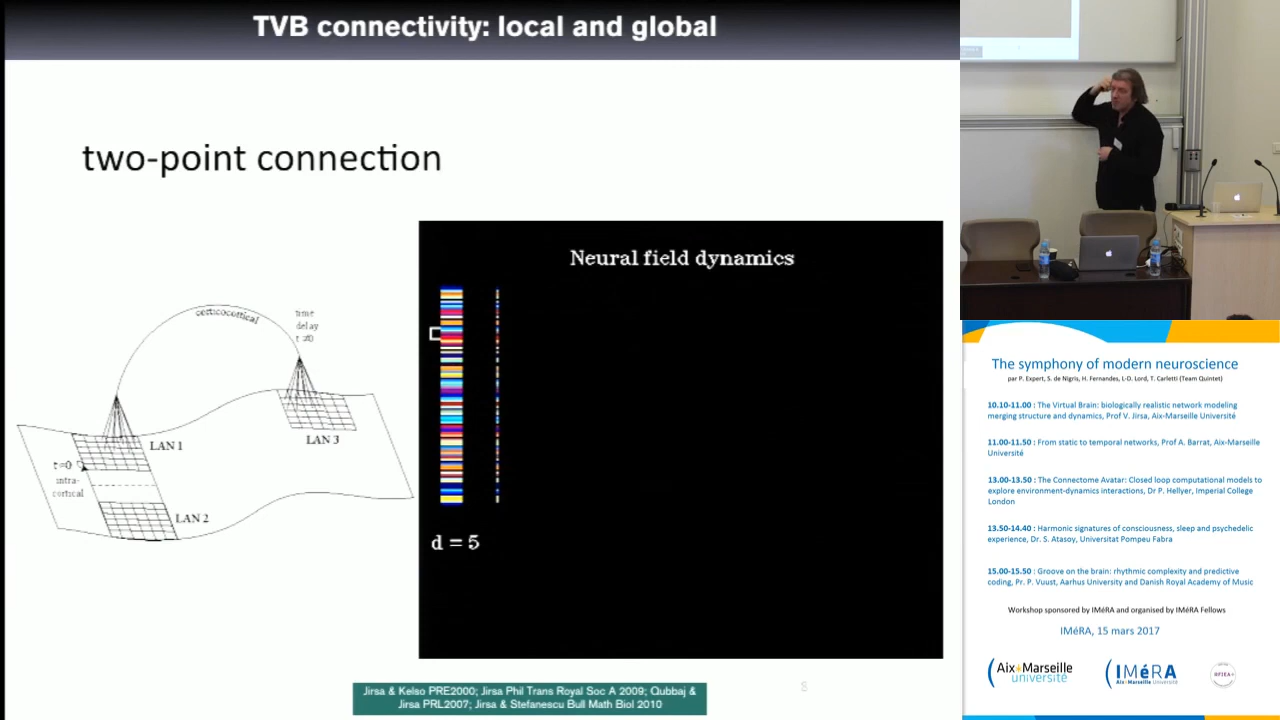 TVB connectivity: local and global
two-point connection
Neural field dynamics
d = 5
corticocortical
time
delay
t ≠0
LAN 1
LAN 3
t=0
intra-
cortical
LAN 2
Jirsa & Kelso PRE2000; Jirsa Phil Trans Royal Soc A 2009; Qubbaj &
Jirsa PRL2007; Jirsa & Stefanescu Bull Math Biol 2010
The symphony of modern neuroscience
par P. Expert, S. de Nigris, H. Fernandes, L-D. Lord, T. Carletti (Team Quintet)
10.10-11.00 : The Virtual Brain: biologically realistic network modeling
merging structure and dynamics, Prof V. Jirsa, Aix-Marseille Université
11.00-11.50 : From static to temporal networks, Prof A. Barrat, Aix-Marseille
Université
13.00-13.50 : The Connectome Avatar: Closed loop computational models to
explore environment-dynamics interactions, Dr P. Hellyer, Imperial College
London
13.50-14.40 : Harmonic signatures of consciousness, sleep and psychedelic
experience, Dr. S. Atasoy, Universitat Pompeu Fabra
15.00-15.50 : Groove on the brain: rhythmic complexity and predictive
coding, Pr. P. Vuust, Aarhus University and Danish Royal Academy of Music
Workshop sponsored by IMéRA and organised by IMéRA Fellows
IMéRA, 15 mars 2017
Aix Marseille
université
IMéRA
Aix·Marseille Université
RFIEA+